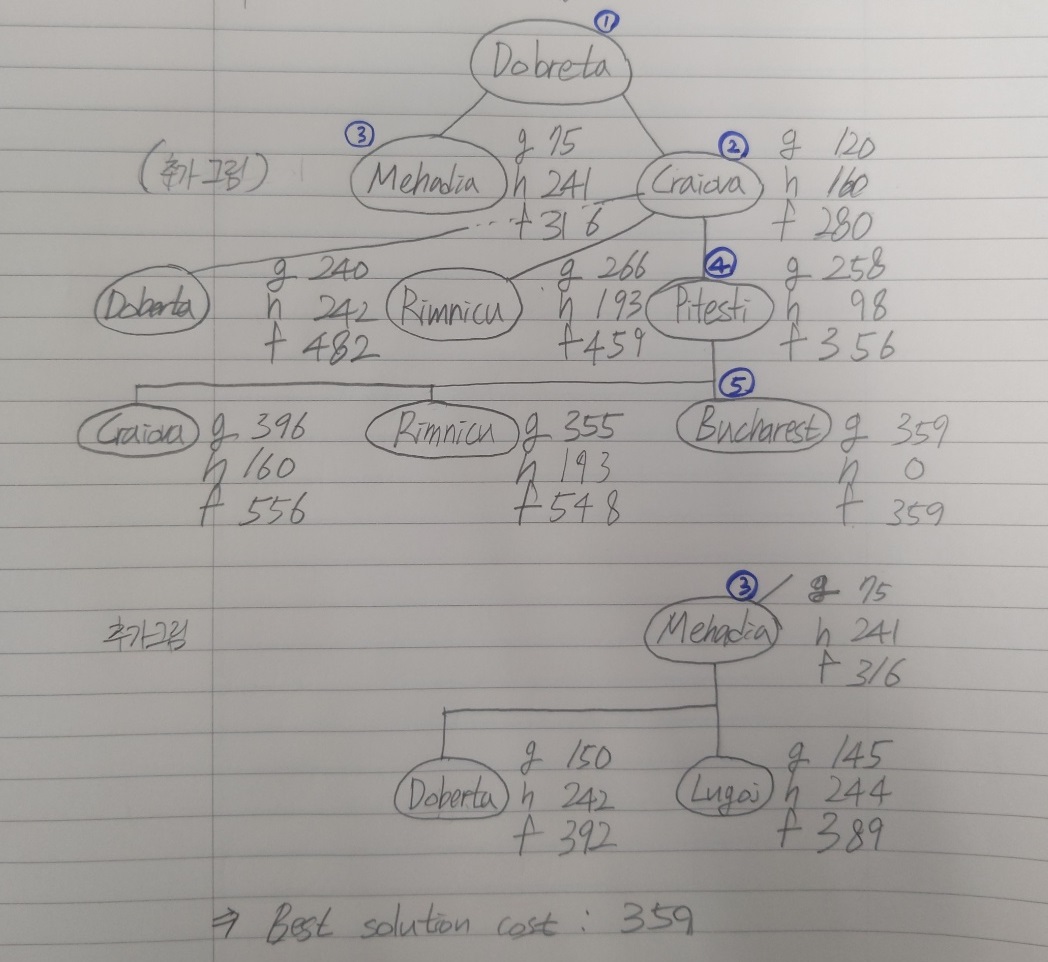 ①
Dobreta
③ g 75 ② g 120
(추가그림) Mehadia h 241 Craiova h 160
f 316 f 280
g 240 g 266 ④ g 258
Doberta h 242 Rimnicu h 193 Pitesti h 98
f 482 f 459 f 356
⑤
Craiova g 396 Rimnicu g 355 Bucharest g 359
h 160 h 193 h 0
f 556 f 548 f 359
③ g 75
추가그림 Mehadia h 241
f 316
g 150 g 145
Doberta h 242 Lugoj h 244
f 392 f 389
⇒ Best solution cost : 359